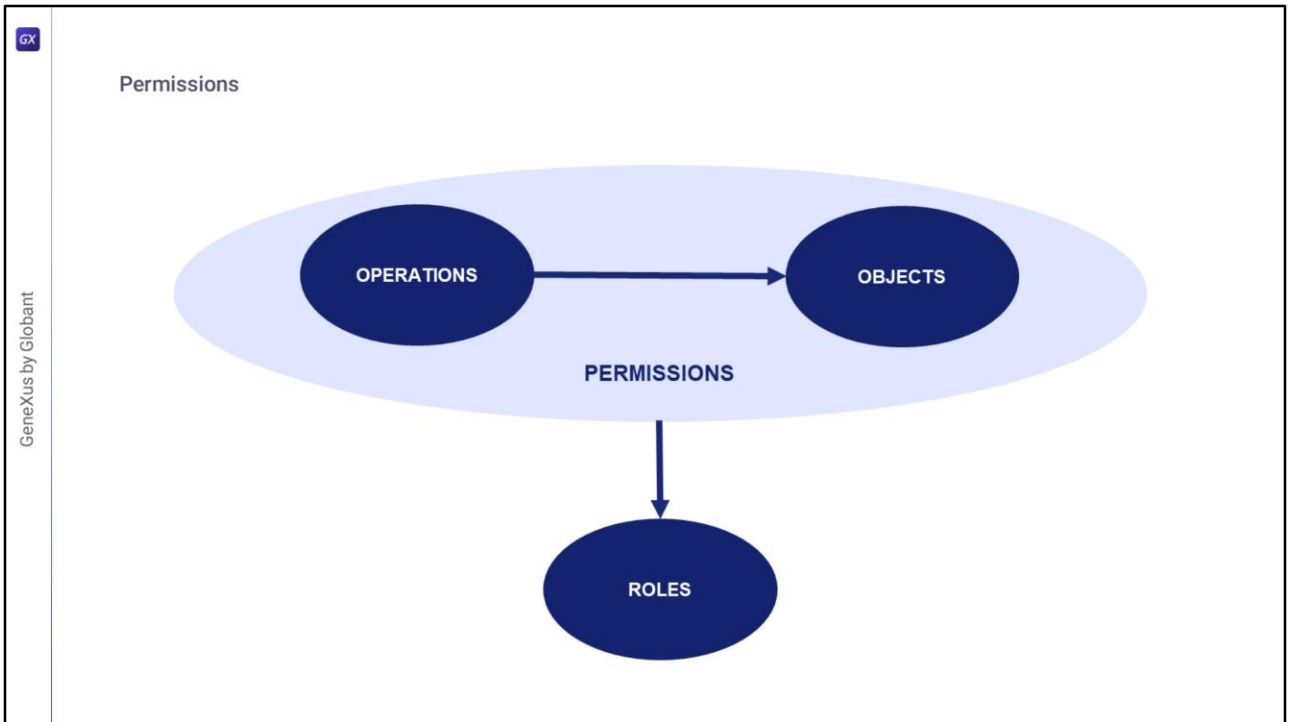 GX
Permissions
OPERATIONS
OBJECTS
PERMISSIONS
ROLES
GeneXus by Globant